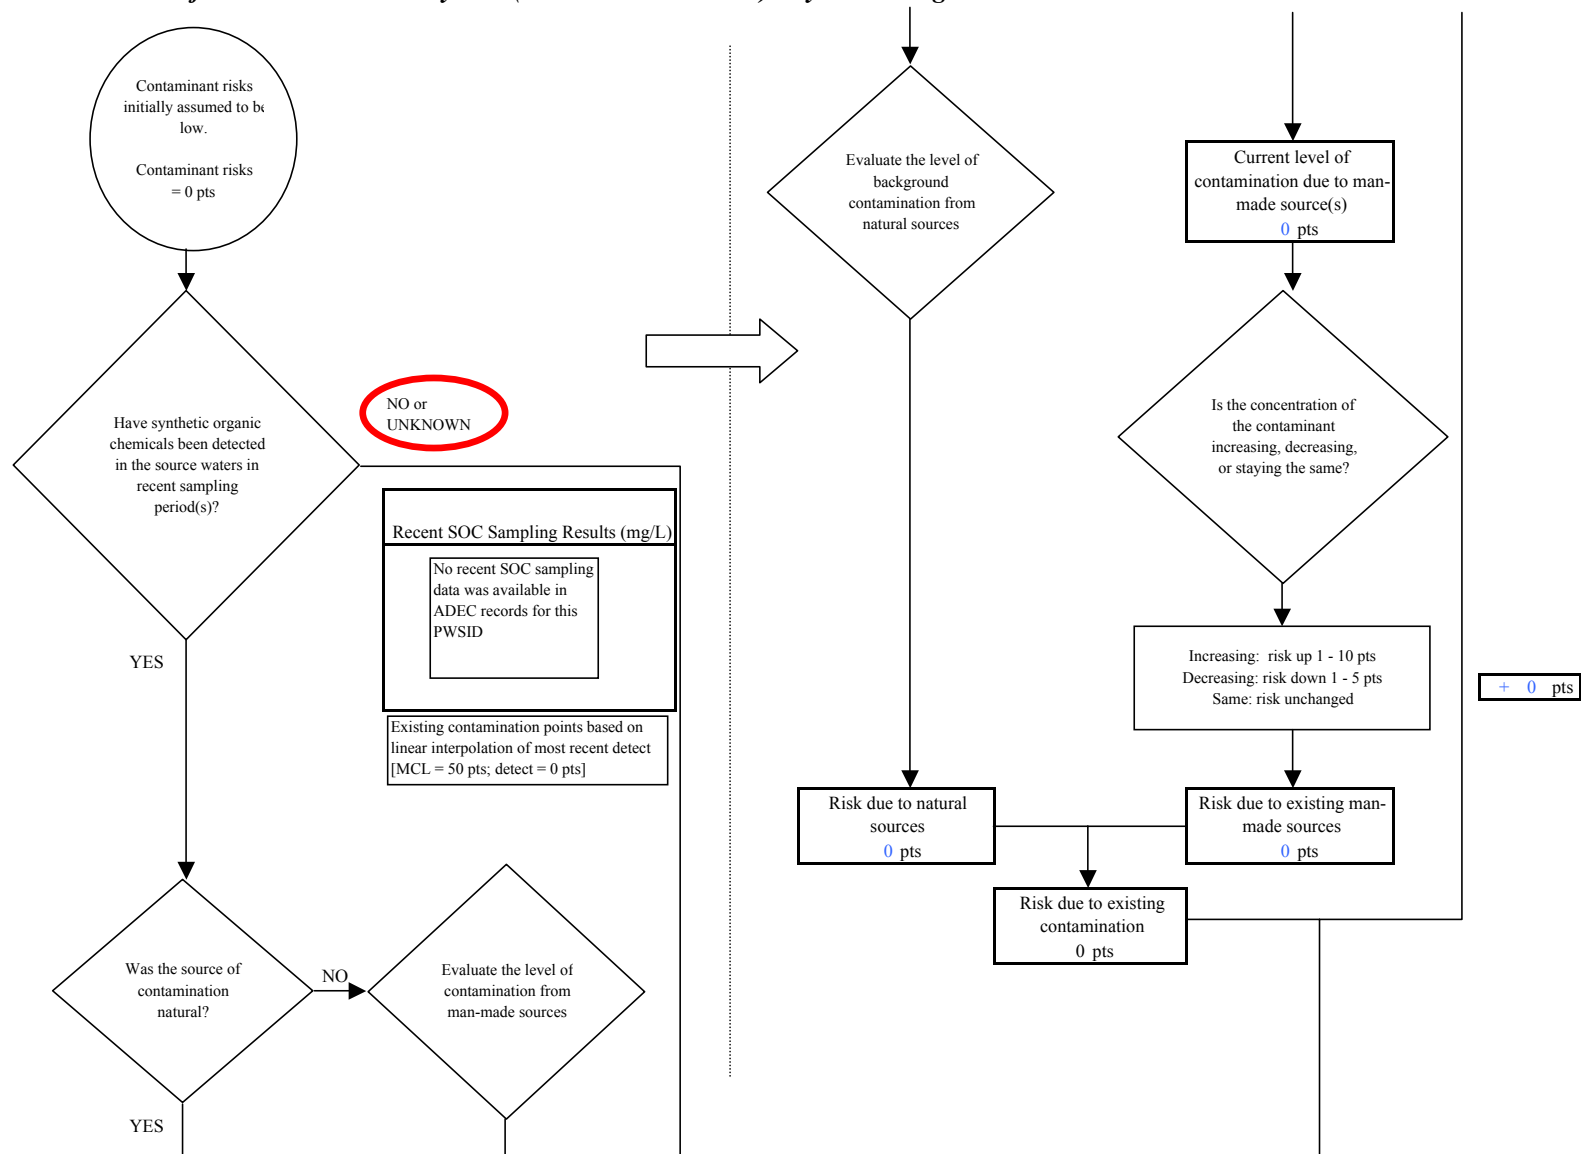 Contaminant risks
initially assumed to be
low.
Contaminant risks
= 0 pts
Have synthetic organic
chemicals been detected
in the source waters in
recent sampling
period(s)?
NO or
UNKNOWN
Recent SOC Sampling Results (mg/L)
No recent SOC sampling
data was available in
ADEC records for this
PWSID
YES
Existing contamination points based on
linear interpolation of most recent detect
[MCL = 50 pts; detect = 0 pts]
Was the source of
contamination
natural?
NO
Evaluate the level of
contamination from
man-made sources
YES
Evaluate the level of
background
contamination from
natural sources
Current level of
contamination due to man-
made source(s)
0 pts
Is the concentration of
the contaminant
increasing, decreasing,
or staying the same?
Increasing: risk up 1 - 10 pts
Decreasing: risk down 1 - 5 pts
Same: risk unchanged
+ 0 pts
Risk due to natural
sources
0 pts
Risk due to existing man-
made sources
0 pts
Risk due to existing
contamination
0 pts